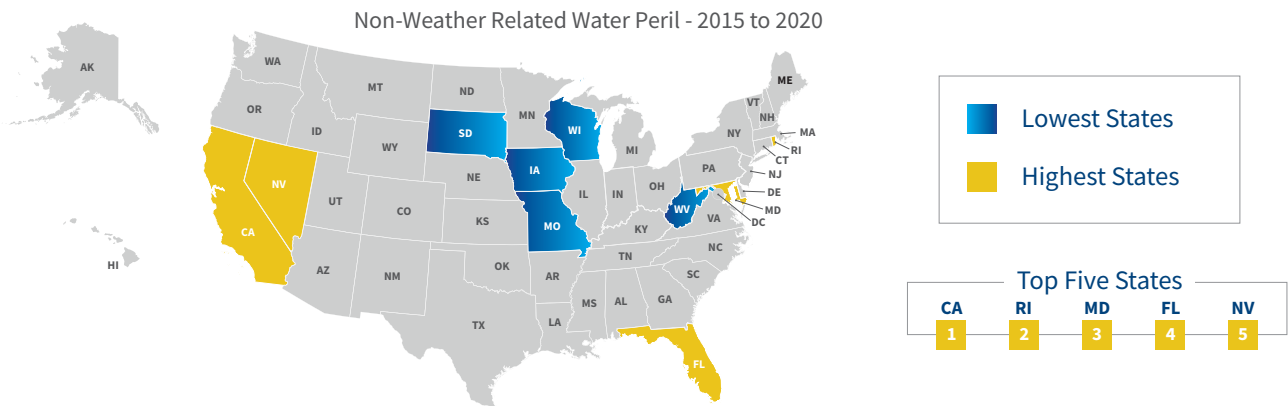 Non-Weather Related Water Peril - 2015 to 2020
AK
WA
MT
ND
MN
ME
VT
NH
OR
ID
SD
WI
NY
MA
RI
CT
WY
MI
PA
NJ
NV
NE
IA
IL
IN
OH
DE
MD
DC
UT
CO
KS
MO
WV
VA
KY
CA
AZ
NM
OK
AR
TN
NC
SC
HI
TX
LA
MS
AL
GA
FL
Lowest States
Highest States
Top Five States
CA RI MD FL NV
1 2 3 4 5